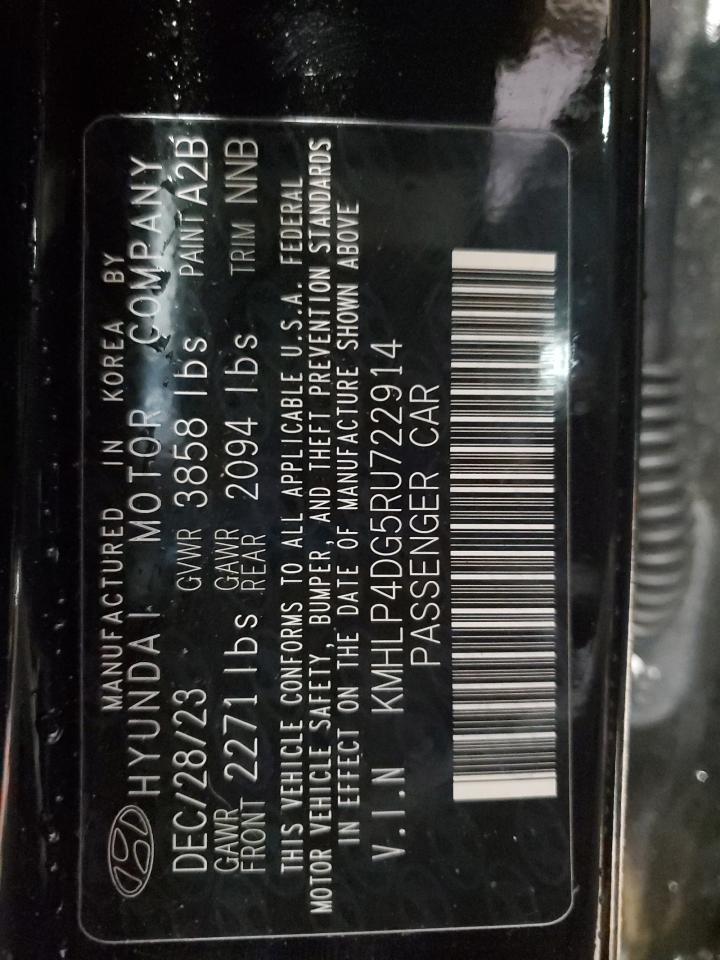 MANUFACTURED IN KOREA BY
HYUNDAI MOTOR COMPANY
DEC/28/23 GVWR 3858 lbs PAINT A2B
GAWR FRONT 2271 lbs GAWR REAR 2094 lbs TRIM NNB
THIS VEHICLE CONFORMS TO ALL APPLICABLE U.S.A. FEDERAL
MOTOR VEHICLE SAFETY, BUMPER, AND THEFT PREVENTION STANDARDS
IN EFFECT ON THE DATE OF MANUFACTURE SHOWN ABOVE
V.I.N KMHLP4DG5RU722914
PASSENGER CAR